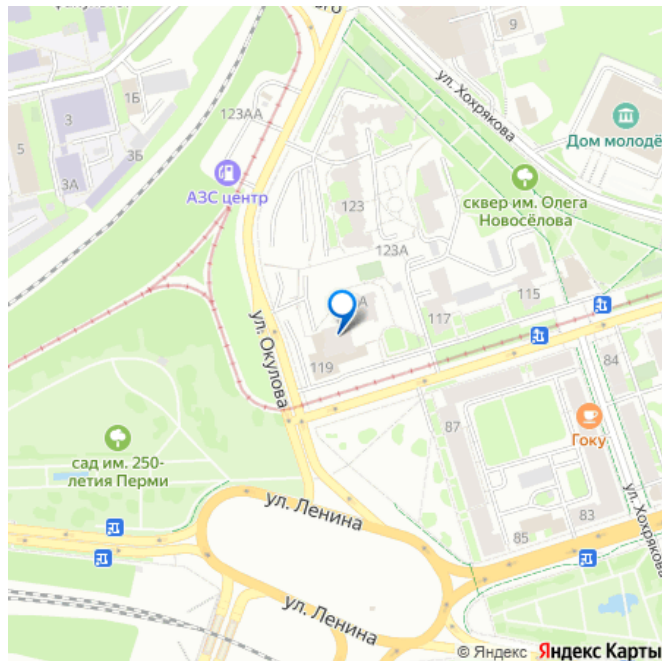 9
ул. Хохрякова
1Б
3
123АА
5
3Б
3А
АЗС центр
Дом молодё
сквер им. Олега
Новосёлова
123
123А
115
117
119
ул. Окулова
84
87
Гоку
сад им. 250-
летия Перми
ул. Ленина
83
85
ул. Хохрякова
ул. Ленина
© Яндекс Яндекс Карты